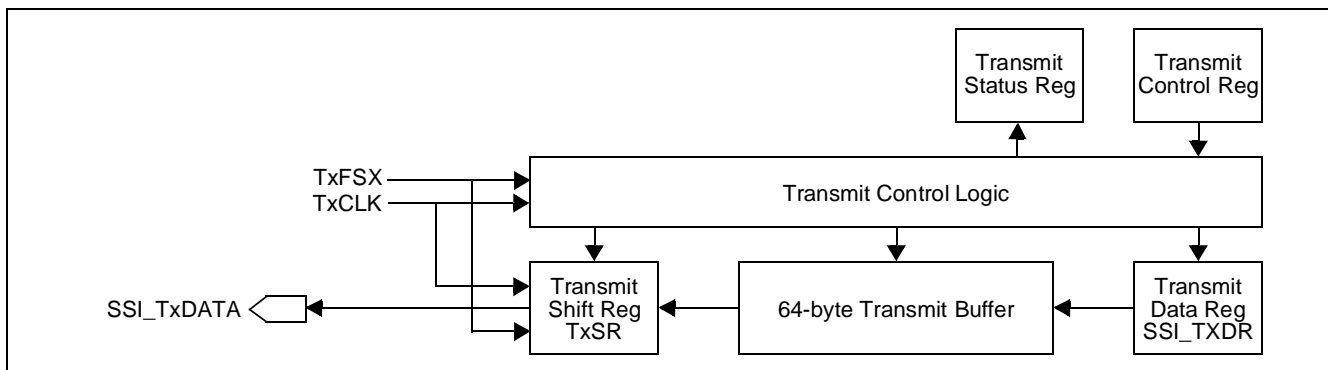 Transmit
Status Reg
Transmit
Control Reg
TxFSX
TxCLK
Transmit Control Logic
SSI_TxDATA
Transmit
Shift Reg
TxSR
64-byte Transmit Buffer
Transmit
Data Reg
SSI_TXDR